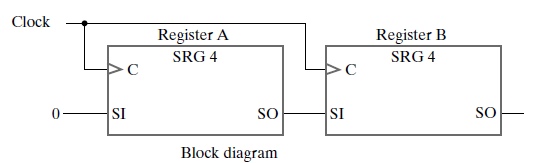 Clock
Register A
Register B
SRG 4
SRG 4
C
C
0
SI
SO
SI
SO
Block diagram